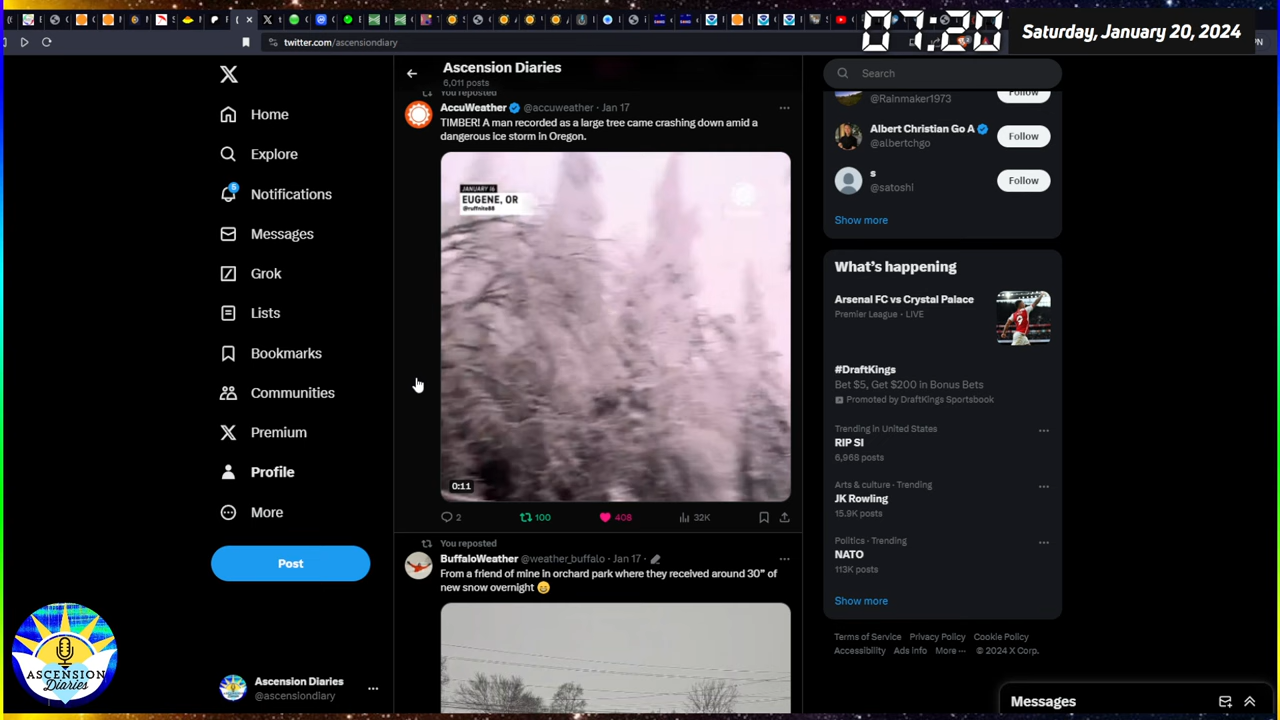 07:20
Saturday, January 20, 2024
twitter.com/ascensiondiary
Home
Explore
5
Notifications
Messages
Grok
Lists
Bookmarks
Communities
Premium
Profile
More
Post
Ascension Diaries
@ascensiondiary
ASCENSION
Diaries
Ascension Diaries
6,011 posts
You reposted
AccuWeather @accuweather · Jan 17
TIMBER! A man recorded as a large tree came crashing down amid a
dangerous ice storm in Oregon.
JANUARY 16
EUGENE, OR
@ruffnite88
0:11
2
100
408
32K
You reposted
BuffaloWeather @weather_buffalo · Jan 17
From a friend of mine in orchard park where they received around 30" of
new snow overnight 😄
Search
@Rainmaker1973
Follow
Albert Christian Go A
@albertchgo
Follow
s
@satoshl
Follow
Show more
What's happening
Arsenal FC vs Crystal Palace
Premier League · LIVE
9
#DraftKings
Bet $5, Get $200 in Bonus Bets
Promoted by DraftKings Sportsbook
Trending in United States
RIP SI
6,968 posts
Arts & culture · Trending
JK Rowling
15.9K posts
Politics · Trending
NATO
113K posts
Show more
Terms of Service Privacy Policy Cookie Policy
Accessibility Ads info More ··· © 2024 X Corp.
Messages